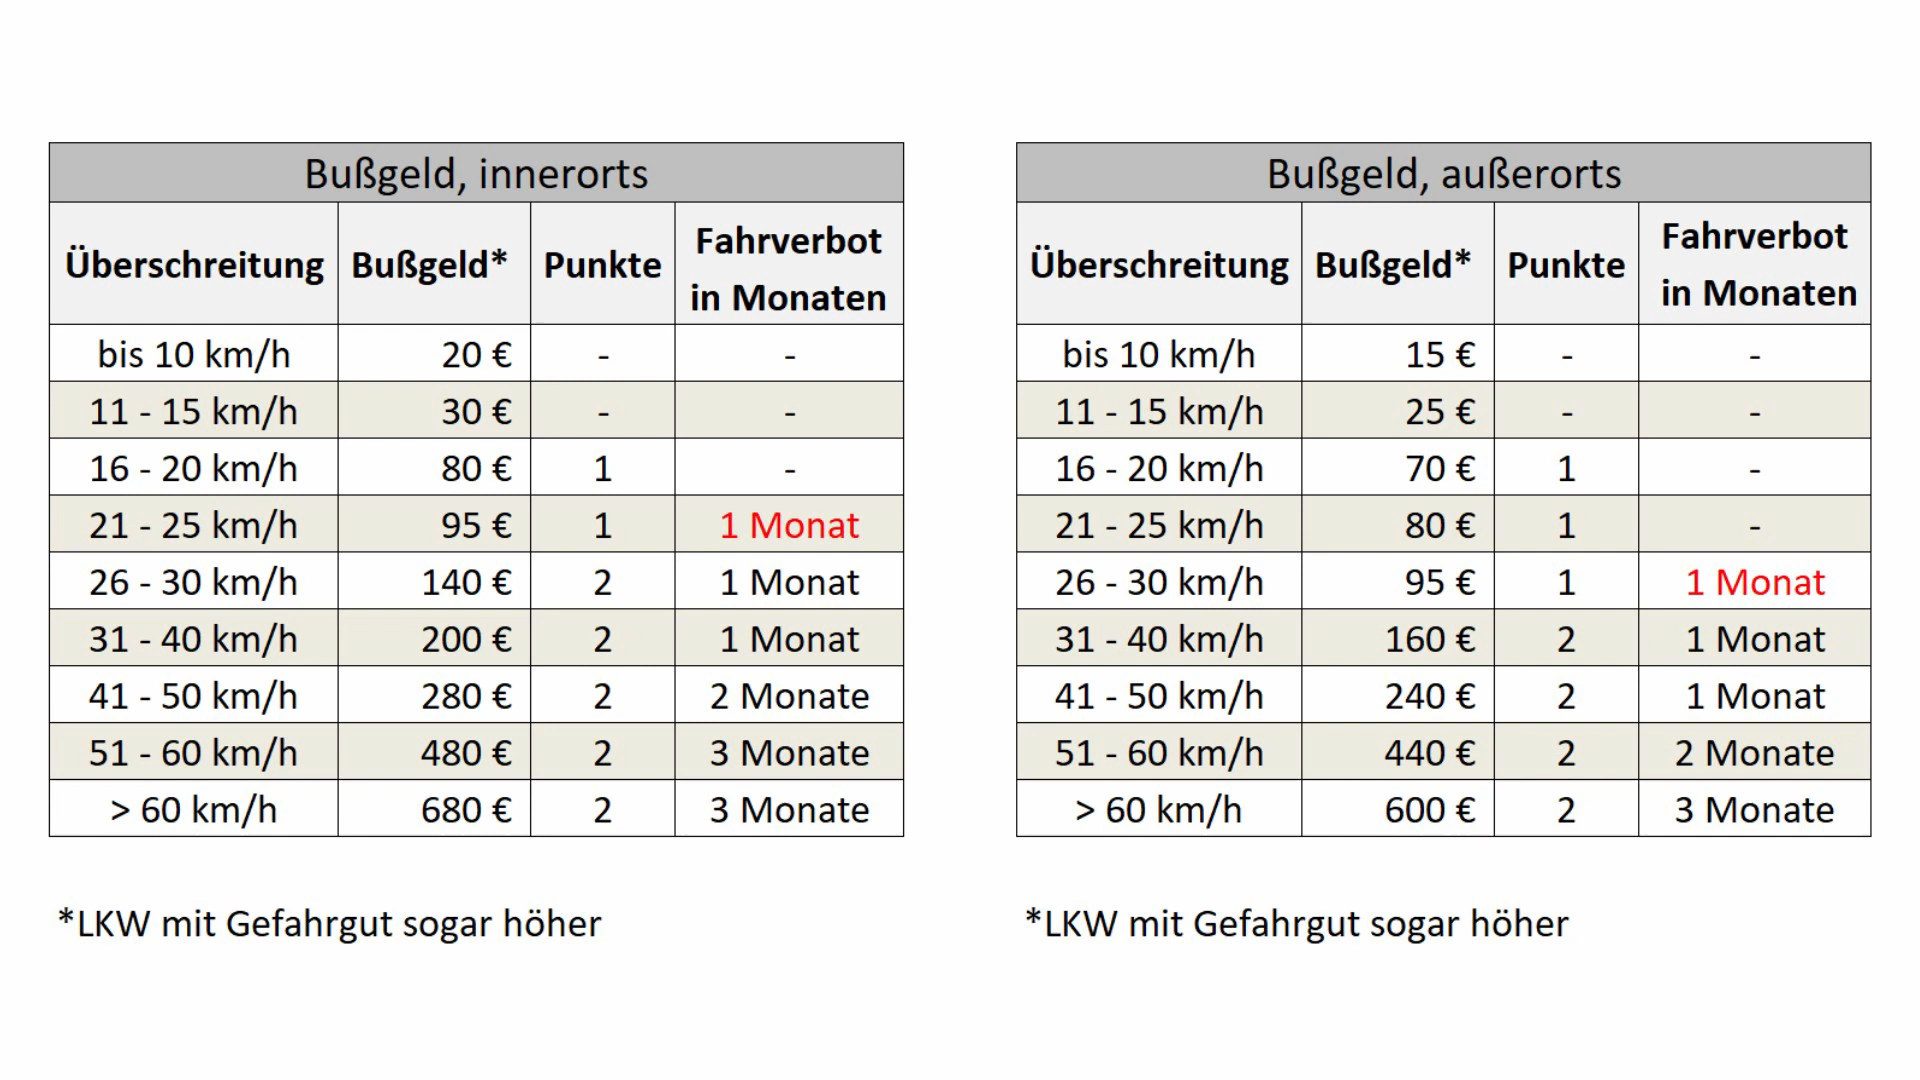 Bußgeld, innerorts
Überschreitung Bußgeld* Punkte Fahrverbot in Monaten
bis 10 km/h 20 € - -
11 - 15 km/h 30 € - -
16 - 20 km/h 80 € 1 -
21 - 25 km/h 95 € 1 1 Monat
26 - 30 km/h 140 € 2 1 Monat
31 - 40 km/h 200 € 2 1 Monat
41 - 50 km/h 280 € 2 2 Monate
51 - 60 km/h 480 € 2 3 Monate
> 60 km/h 680 € 2 3 Monate
*LKW mit Gefahrgut sogar höher
Bußgeld, außerorts
Überschreitung Bußgeld* Punkte Fahrverbot in Monaten
bis 10 km/h 15 € - -
11 - 15 km/h 25 € - -
16 - 20 km/h 70 € 1 -
21 - 25 km/h 80 € 1 -
26 - 30 km/h 95 € 1 1 Monat
31 - 40 km/h 160 € 2 1 Monat
41 - 50 km/h 240 € 2 1 Monat
51 - 60 km/h 440 € 2 2 Monate
> 60 km/h 600 € 2 3 Monate
*LKW mit Gefahrgut sogar höher